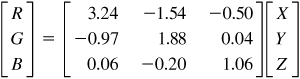 [R] [3.24 −1.54 −0.50] [X]
[G] = [−0.97 1.88 0.04] [Y]
[B] [0.06 −0.20 1.06] [Z]